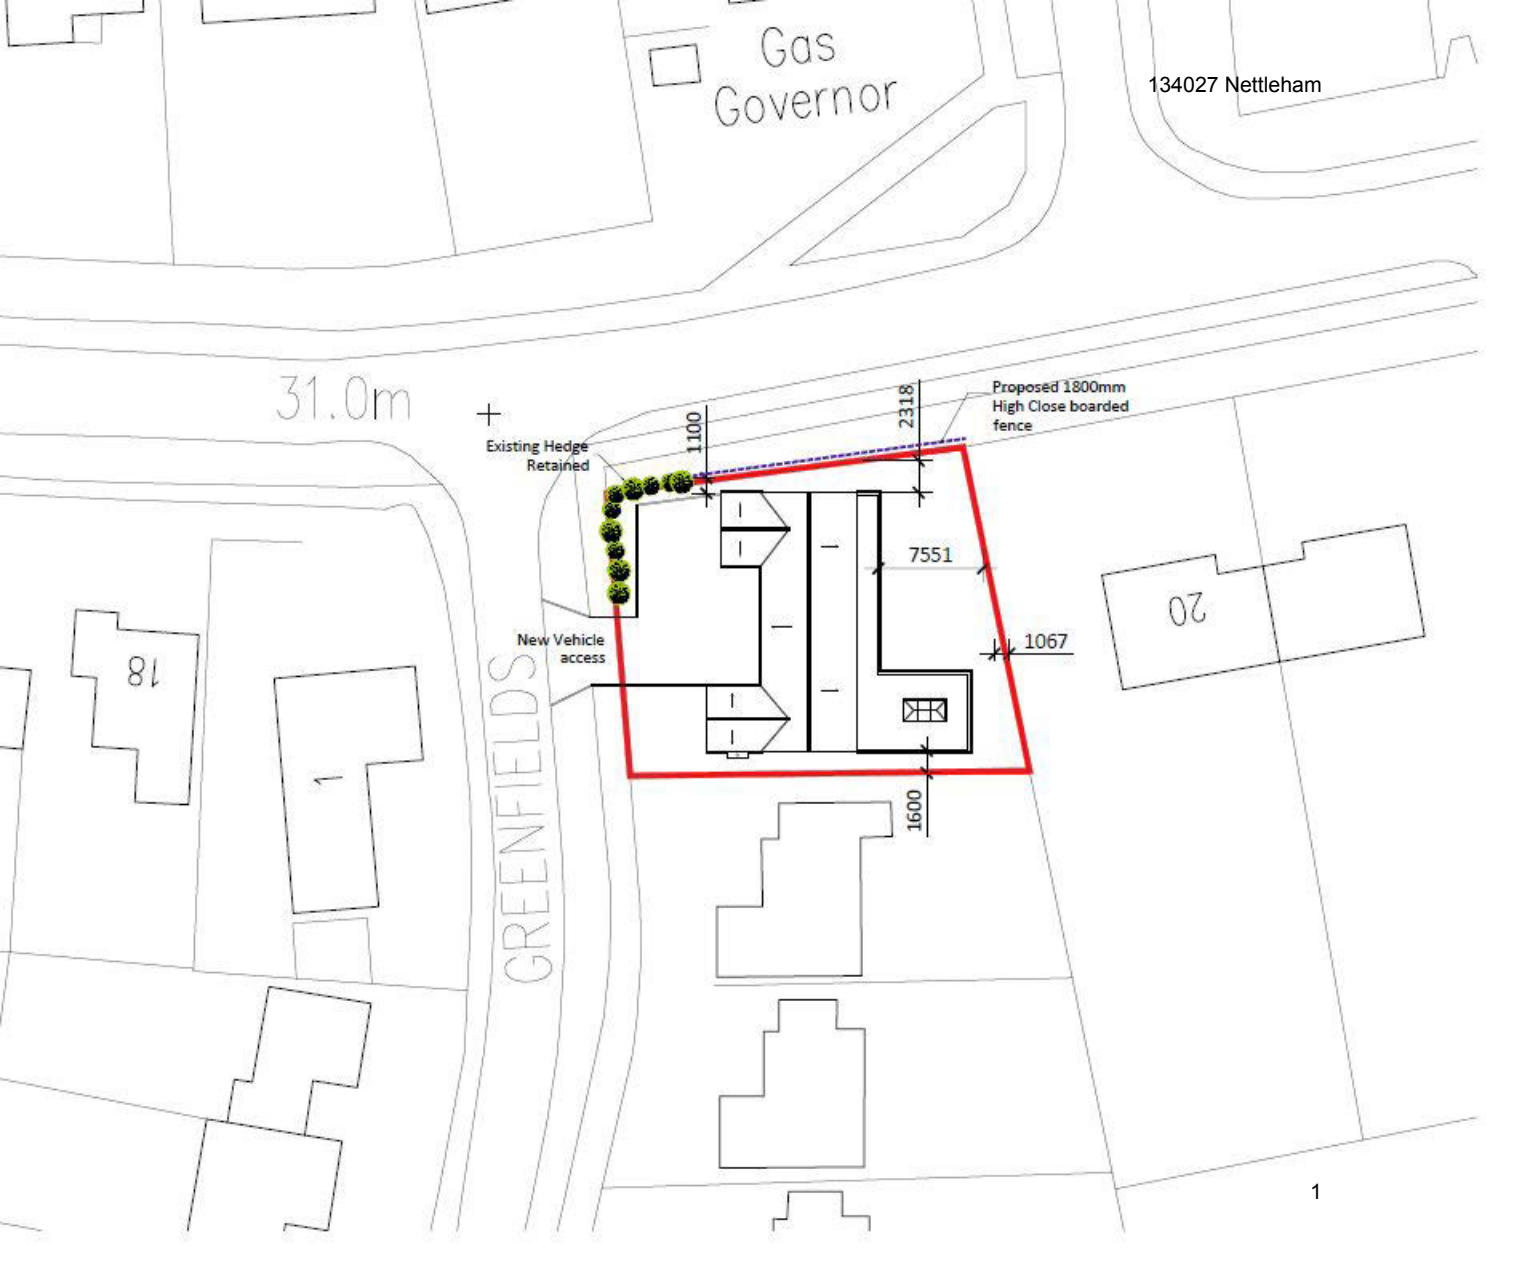 Gas
Governor
134027 Nettleham
31.0m
Existing Hedge
Retained
1100
2318
Proposed 1800mm
High Close boarded
fence
7551
1067
20
18
1
New Vehicle
access
GREENFIELDS
1600
1